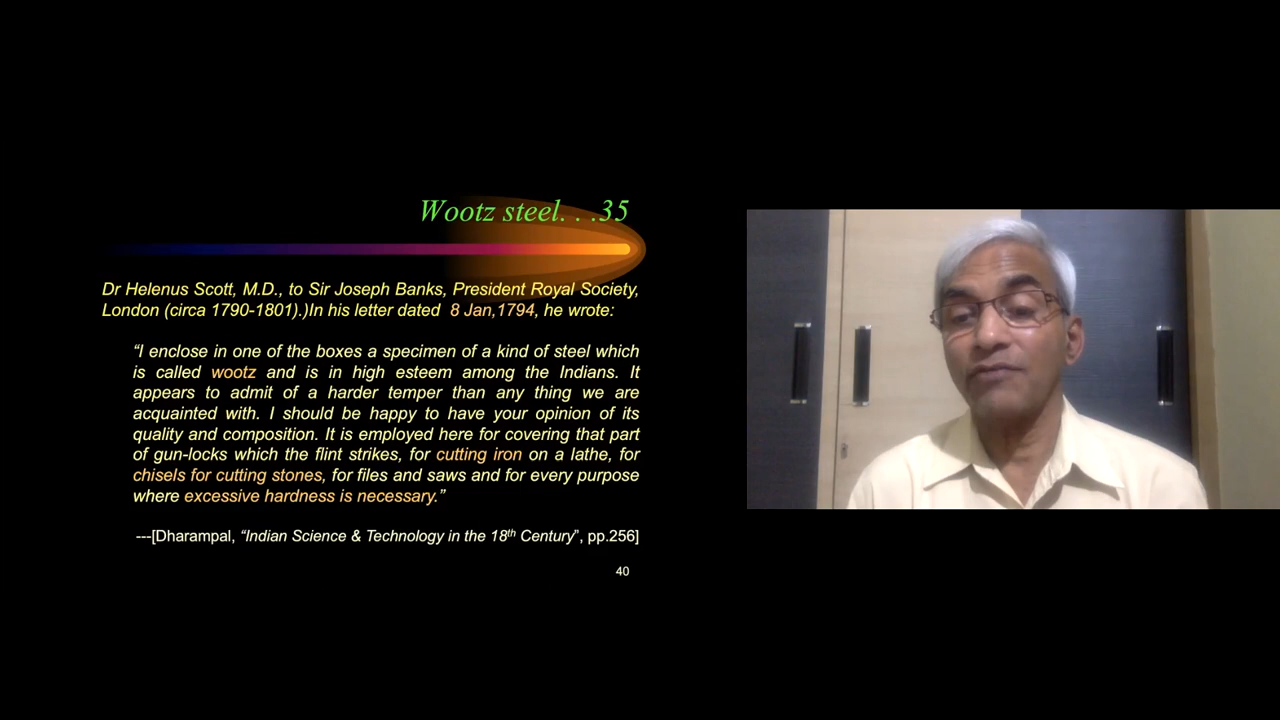 Wootz steel. . .35
Dr Helenus Scott, M.D., to Sir Joseph Banks, President Royal Society,
London (circa 1790-1801).)In his letter dated 8 Jan,1794, he wrote:
“I enclose in one of the boxes a specimen of a kind of steel which
is called wootz and is in high esteem among the Indians. It
appears to admit of a harder temper than any thing we are
acquainted with. I should be happy to have your opinion of its
quality and composition. It is employed here for covering that part
of gun-locks which the flint strikes, for cutting iron on a lathe, for
chisels for cutting stones, for files and saws and for every purpose
where excessive hardness is necessary.”
---[Dharampal, “Indian Science & Technology in the 18th Century”, pp.256]
40